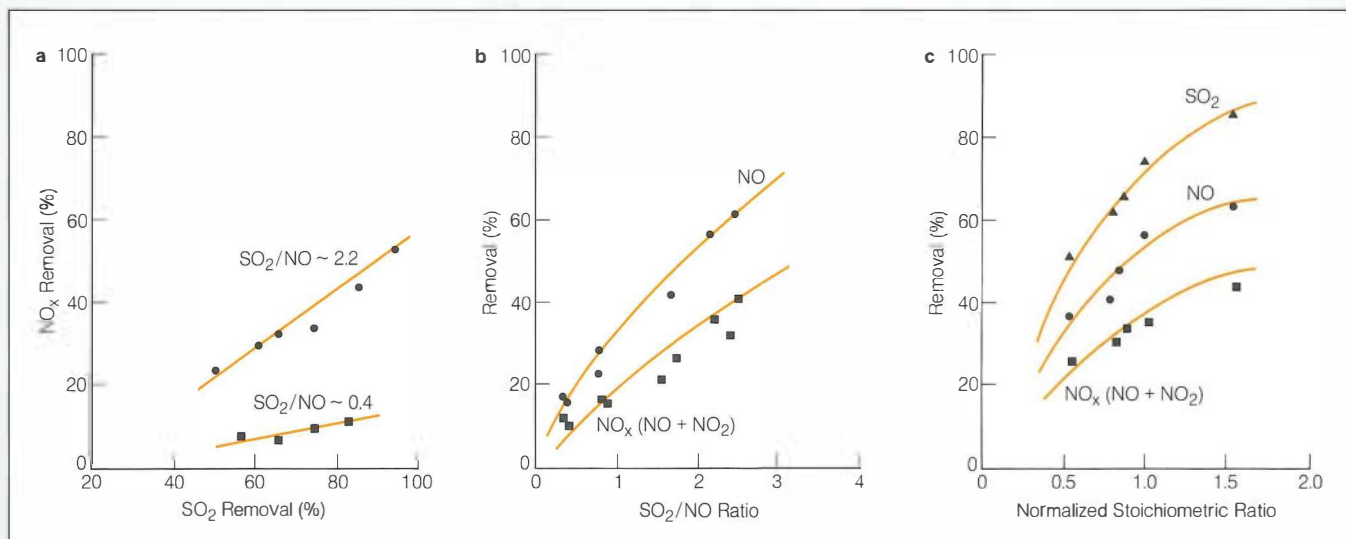 a
100
80
60
40
20
0
NOx Removal (%)
SO2/NO ~ 2.2
SO2/NO ~ 0.4
20 40 60 80 100
SO2 Removal (%)
b
100
80
60
40
20
0
Removal (%)
NO
NOx (NO + NO2)
0 1 2 3 4
SO2/NO Ratio
c
100
80
60
40
20
0
Removal (%)
SO2
NO
NOx (NO + NO2)
0 0.5 1.0 1.5 2.0
Normalized Stoichiometric Ratio